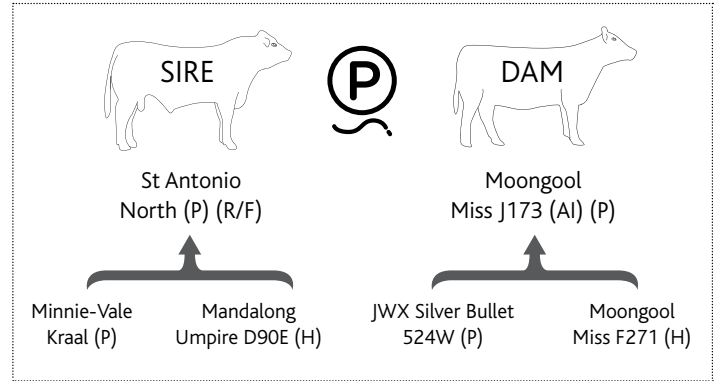 SIRE
P
DAM
St Antonio
North (P) (R/F)
Moongool
Miss J173 (AI) (P)
Minnie-Vale
Kraal (P)
Mandalong
Umpire D90E (H)
JWX Silver Bullet
524W (P)
Moongool
Miss F271 (H)